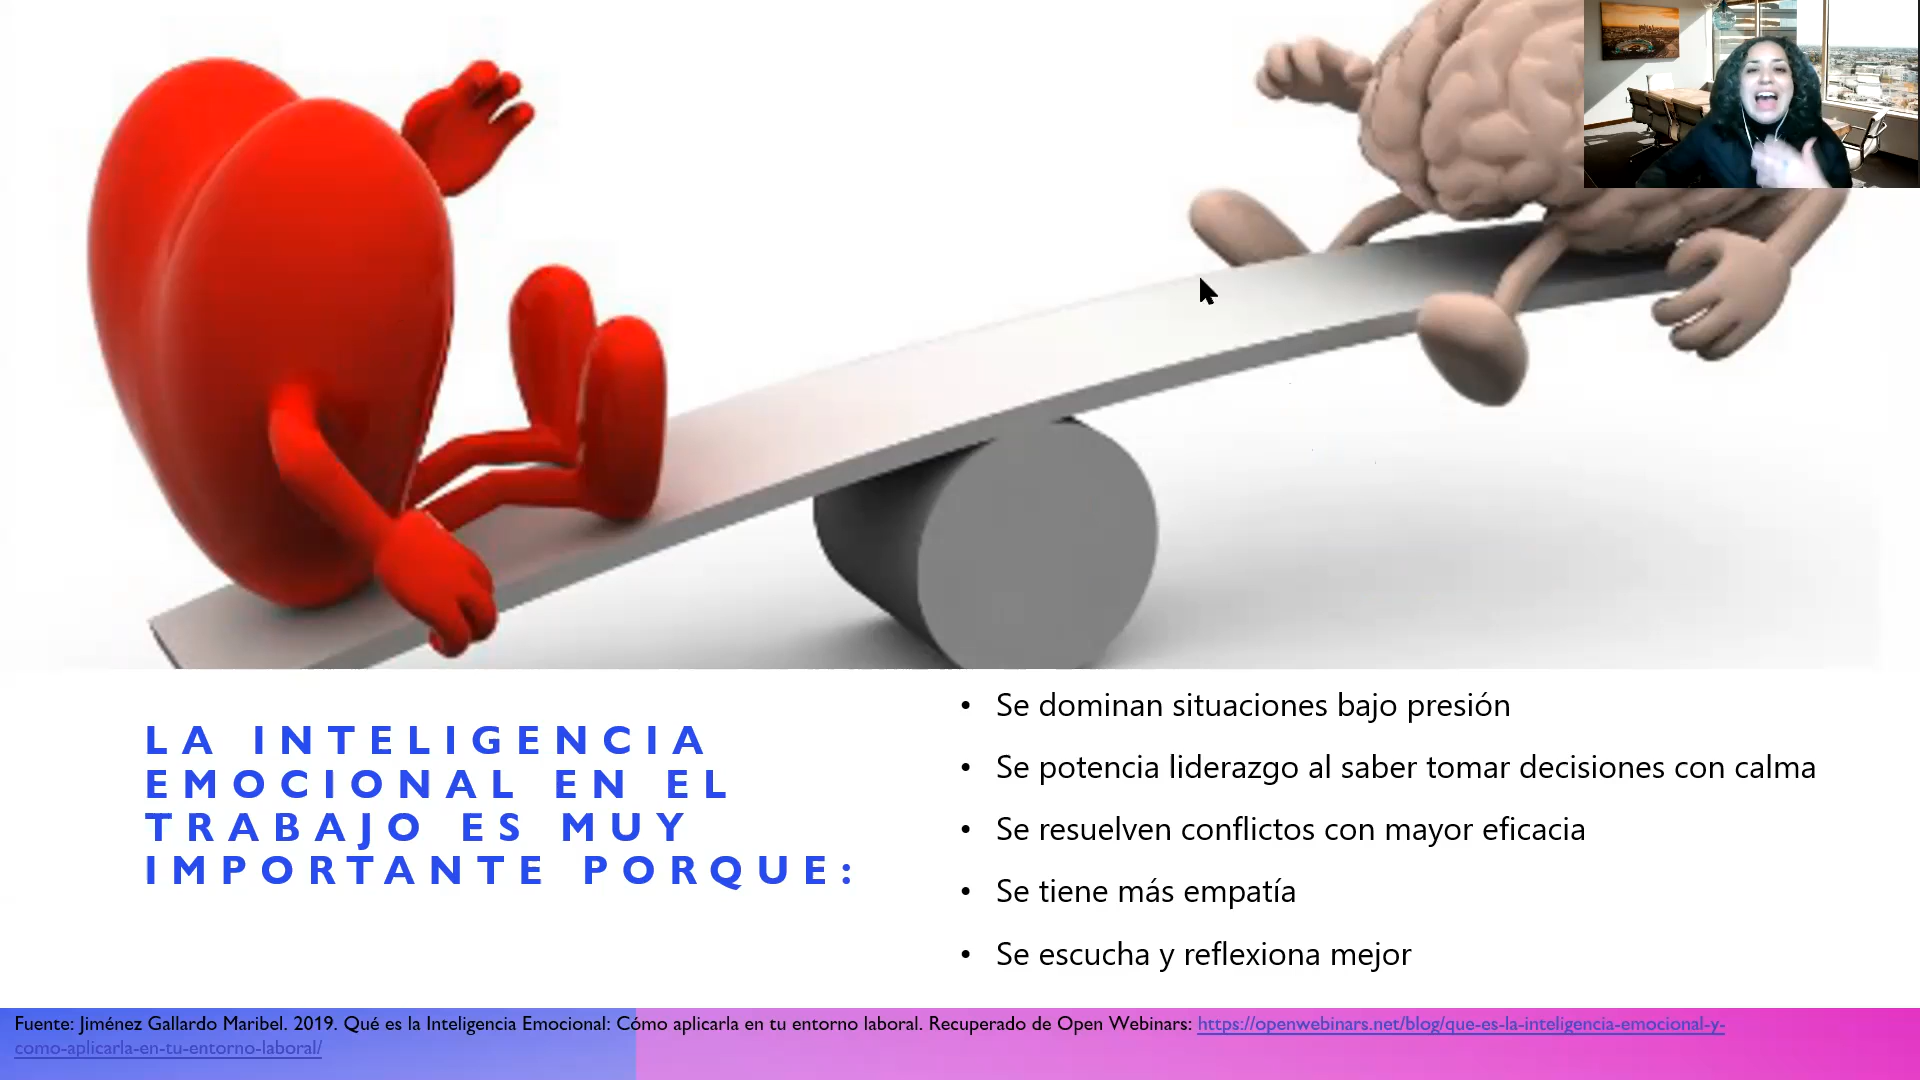 LA INTELIGENCIA
EMOCIONAL EN EL
TRABAJO ES MUY
IMPORTANTE PORQUE:
• Se dominan situaciones bajo presión
• Se potencia liderazgo al saber tomar decisiones con calma
• Se resuelven conflictos con mayor eficacia
• Se tiene más empatía
• Se escucha y reflexiona mejor
Fuente: Jiménez Gallardo Maribel. 2019. Qué es la Inteligencia Emocional: Cómo aplicarla en tu entorno laboral. Recuperado de Open Webinars: https://openwebinars.net/blog/que-es-la-inteligencia-emocional-y-
como-aplicarla-en-tu-entorno-laboral/